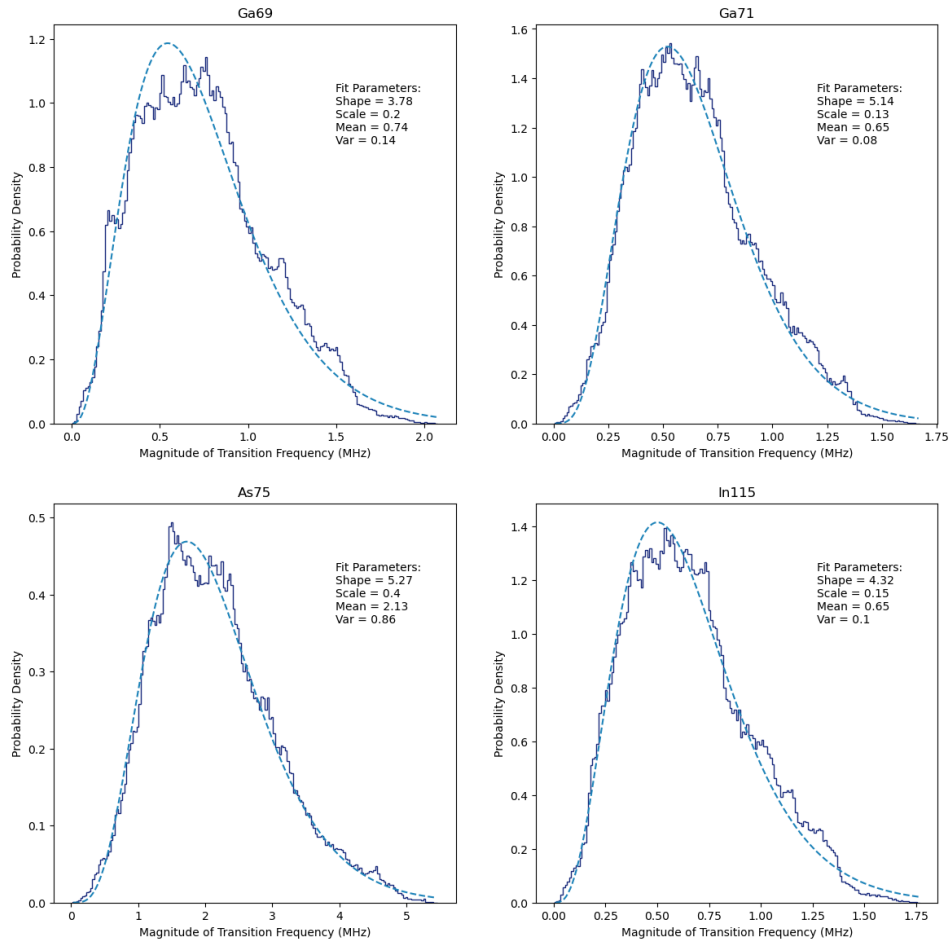 Ga69
Probability Density
0.0
0.2
0.4
0.6
0.8
1.0
1.2
Fit Parameters:
Shape = 3.78
Scale = 0.2
Mean = 0.74
Var = 0.14
0.0
0.5
1.0
1.5
2.0
Magnitude of Transition Frequency (MHz)
Ga71
Probability Density
0.0
0.2
0.4
0.6
0.8
1.0
1.2
1.4
1.6
Fit Parameters:
Shape = 5.14
Scale = 0.13
Mean = 0.65
Var = 0.08
0.00
0.25
0.50
0.75
1.00
1.25
1.50
1.75
Magnitude of Transition Frequency (MHz)
As75
Probability Density
0.0
0.1
0.2
0.3
0.4
0.5
Fit Parameters:
Shape = 5.27
Scale = 0.4
Mean = 2.13
Var = 0.86
0
1
2
3
4
5
Magnitude of Transition Frequency (MHz)
In115
Probability Density
0.0
0.2
0.4
0.6
0.8
1.0
1.2
1.4
Fit Parameters:
Shape = 4.32
Scale = 0.15
Mean = 0.65
Var = 0.1
0.00
0.25
0.50
0.75
1.00
1.25
1.50
1.75
Magnitude of Transition Frequency (MHz)